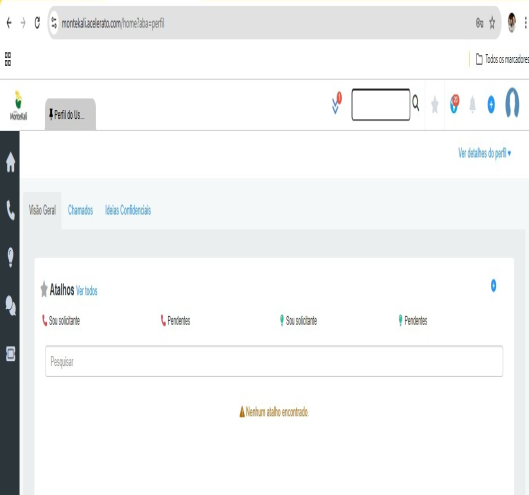 montekali.acelerato.com/home?aba=perfil
Todos os marcadores
MonteKali
Perfil do Us...
Ver detalhes do perfil
Visão Geral Chamados Ideias Confidenciais
Atalhos Ver todos
Sou solicitante Pendentes Sou solicitante Pendentes
Pesquisar
Nenhum atalho encontrado.